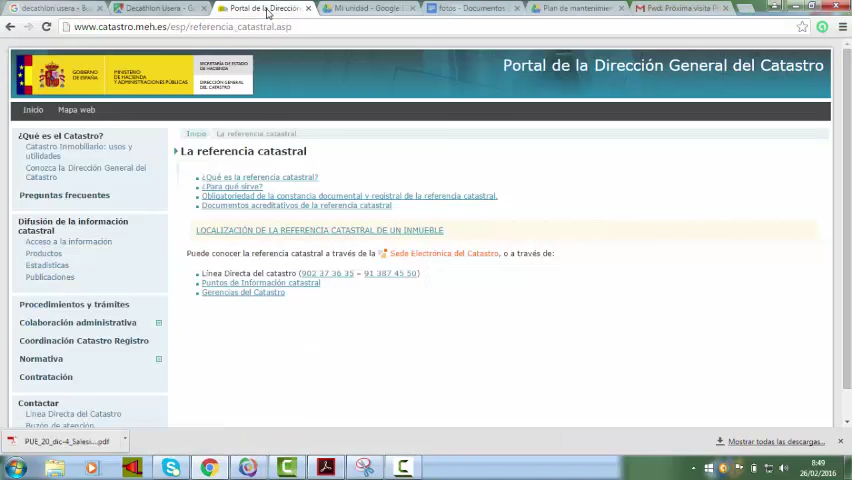 decathlon usera - Bu
Decathlon Usera - G
Portal de la Dirección
Mi unidad - Google
fotos - Documentos
Plan de mantenimien
Fwd: Próxima visita P
www.catastro.meh.es/esp/referencia_catastral.asp
GOBIERNO DE ESPAÑA
MINISTERIO DE HACIENDA Y ADMINISTRACIONES PÚBLICAS
SECRETARÍA DE ESTADO DE HACIENDA
DIRECCIÓN GENERAL DEL CATASTRO
Portal de la Dirección General del Catastro
Inicio
Mapa web
¿Qué es el Catastro?
Catastro Inmobiliario: usos y
utilidades
Conozca la Dirección General del
Catastro
Preguntas frecuentes
Difusión de la información
catastral
Acceso a la información
Productos
Estadísticas
Publicaciones
Procedimientos y trámites
Colaboración administrativa
Coordinación Catastro Registro
Normativa
Contratación
Contactar
Línea Directa del Catastro
Buzón de atención
Inicio La referencia catastral
La referencia catastral
¿Qué es la referencia catastral?
¿Para qué sirve?
Obligatoriedad de la constancia documental y registral de la referencia catastral.
Documentos acreditativos de la referencia catastral
LOCALIZACIÓN DE LA REFERENCIA CATASTRAL DE UN INMUEBLE
Puede conocer la referencia catastral a través de la Sede Electrónica del Catastro, o a través de:
Línea Directa del catastro (902 37 36 35 – 91 387 45 50)
Puntos de Información catastral
Gerencias del Catastro
PUE_20_dic-4_Salesi....pdf
Mostrar todas las descargas...
8:49
26/02/2016